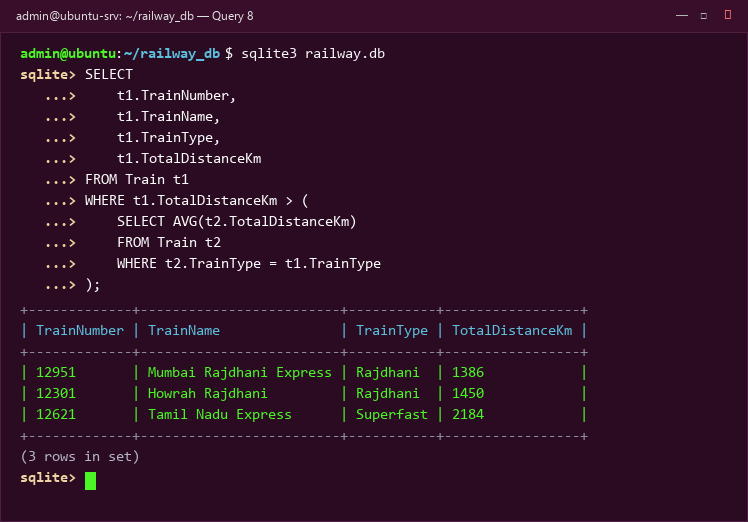 admin@ubuntu-srv: ~/railway_db — Query 8
admin@ubuntu:~/railway_db$ sqlite3 railway.db
sqlite> SELECT
   ...>     t1.TrainNumber,
   ...>     t1.TrainName,
   ...>     t1.TrainType,
   ...>     t1.TotalDistanceKm
   ...> FROM Train t1
   ...> WHERE t1.TotalDistanceKm > (
   ...>     SELECT AVG(t2.TotalDistanceKm)
   ...>     FROM Train t2
   ...>     WHERE t2.TrainType = t1.TrainType
   ...> );
+-------------+-------------------------+-----------+-----------------+
| TrainNumber | TrainName               | TrainType | TotalDistanceKm |
+-------------+-------------------------+-----------+-----------------+
| 12951       | Mumbai Rajdhani Express | Rajdhani  | 1386            |
| 12301       | Howrah Rajdhani         | Rajdhani  | 1450            |
| 12621       | Tamil Nadu Express      | Superfast | 2184            |
+-------------+-------------------------+-----------+-----------------+
(3 rows in set)
sqlite>